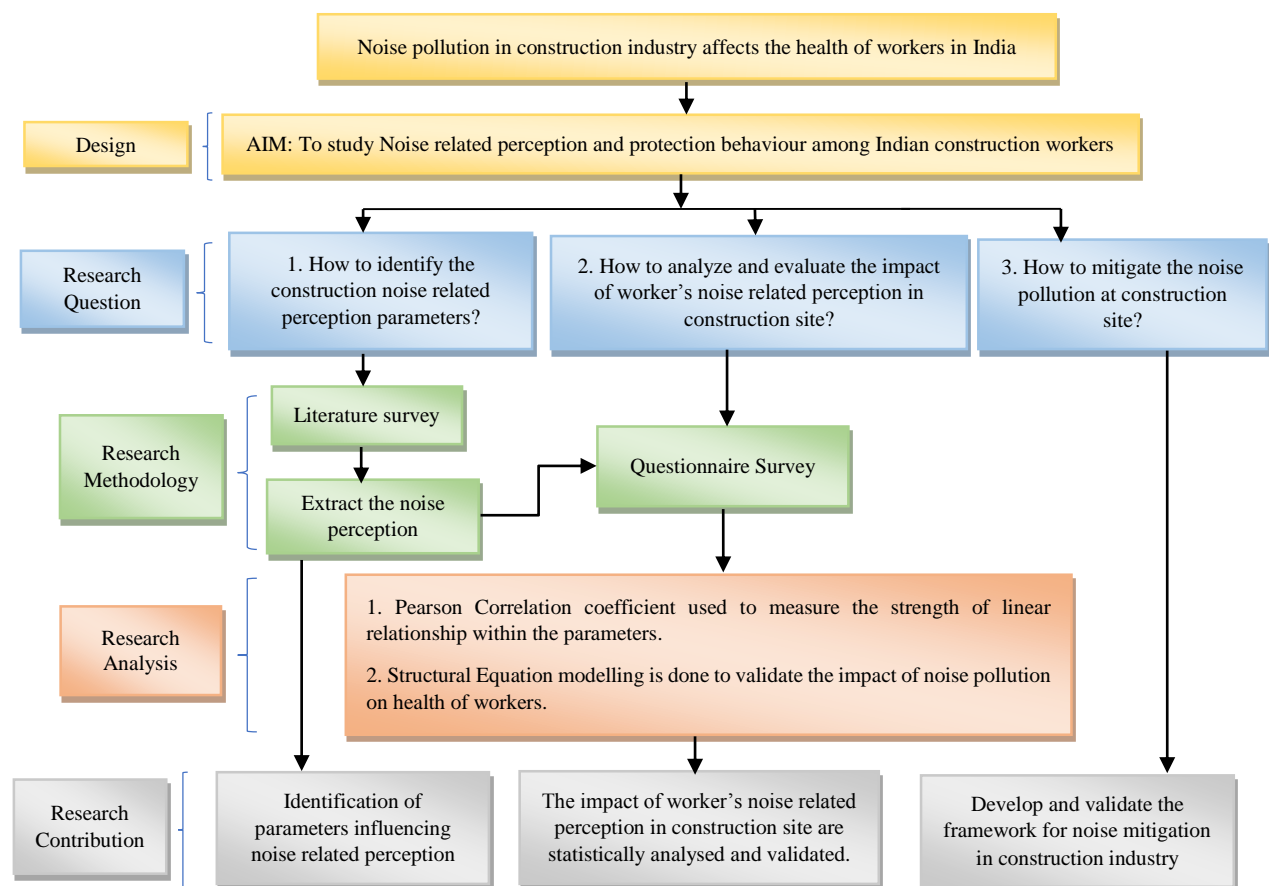 Noise pollution in construction industry affects the health of workers in India
Design
AIM: To study Noise related perception and protection behaviour among Indian construction workers
Research
Question
1. How to identify the
construction noise related
perception parameters?
2. How to analyze and evaluate the impact
of worker's noise related perception in
construction site?
3. How to mitigate the noise
pollution at construction
site?
Research
Methodology
Literature survey
Extract the noise
perception
Questionnaire Survey
Research
Analysis
1. Pearson Correlation coefficient used to measure the strength of linear
relationship within the parameters.
2. Structural Equation modelling is done to validate the impact of noise pollution
on health of workers.
Research
Contribution
Identification of
parameters influencing
noise related perception
The impact of worker's noise related
perception in construction site are
statistically analysed and validated.
Develop and validate the
framework for noise mitigation
in construction industry